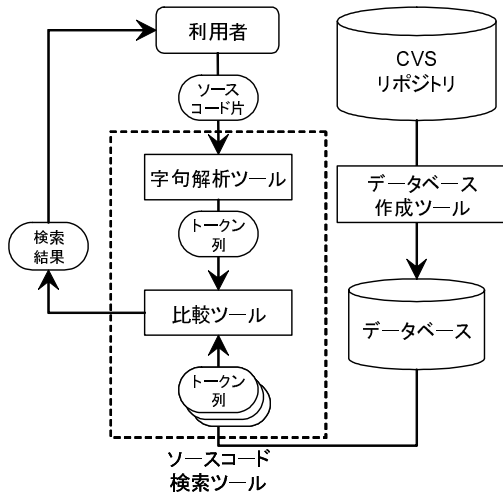 利用者
ソース
コード片
字句解析ツール
トークン
列
検索
結果
比較ツール
トークン
列
ソースコード
検索ツール
CVS
リポジトリ
データベース
作成ツール
データベース